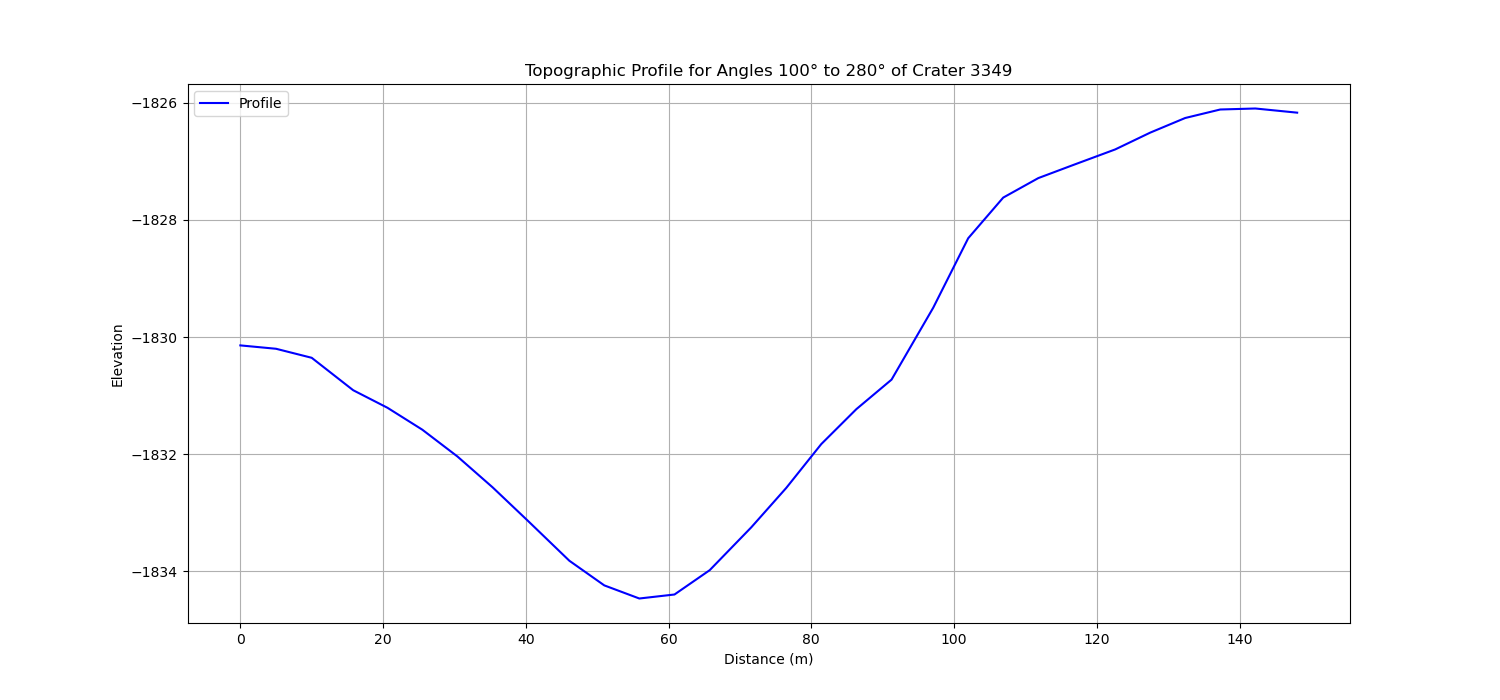 Topographic Profile for Angles 100° to 280° of Crater 3349
Profile
Elevation
−1826
−1828
−1830
−1832
−1834
0 20 40 60 80 100 120 140
Distance (m)